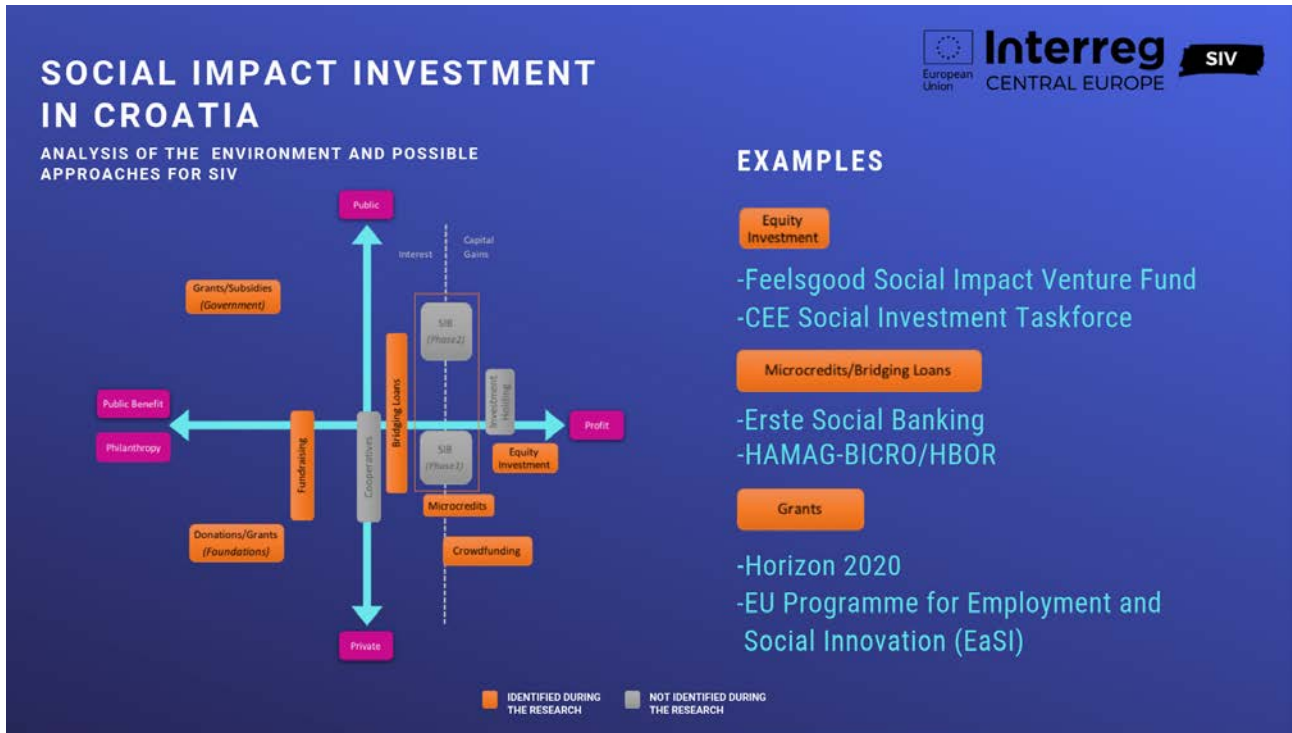 SOCIAL IMPACT INVESTMENT
IN CROATIA
ANALYSIS OF THE ENVIRONMENT AND POSSIBLE
APPROACHES FOR SIV
European
Union
Interreg
CENTRAL EUROPE
SIV
Public
Interest
Capital
Gains
Grants/Subsidies
(Government)
SIB
(Phase2)
Bridging Loans
Investment
Holding
Public Benefit
Philanthropy
Profit
Fundraising
Cooperatives
SIB
(Phase1)
Equity
Investment
Microcredits
Donations/Grants
(Foundations)
Crowdfunding
Private
EXAMPLES
Equity
Investment
-Feelsgood Social Impact Venture Fund
-CEE Social Investment Taskforce
Microcredits/Bridging Loans
-Erste Social Banking
-HAMAG-BICRO/HBOR
Grants
-Horizon 2020
-EU Programme for Employment and
Social Innovation (EaSI)
IDENTIFIED DURING
THE RESEARCH
NOT IDENTIFIED DURING
THE RESEARCH